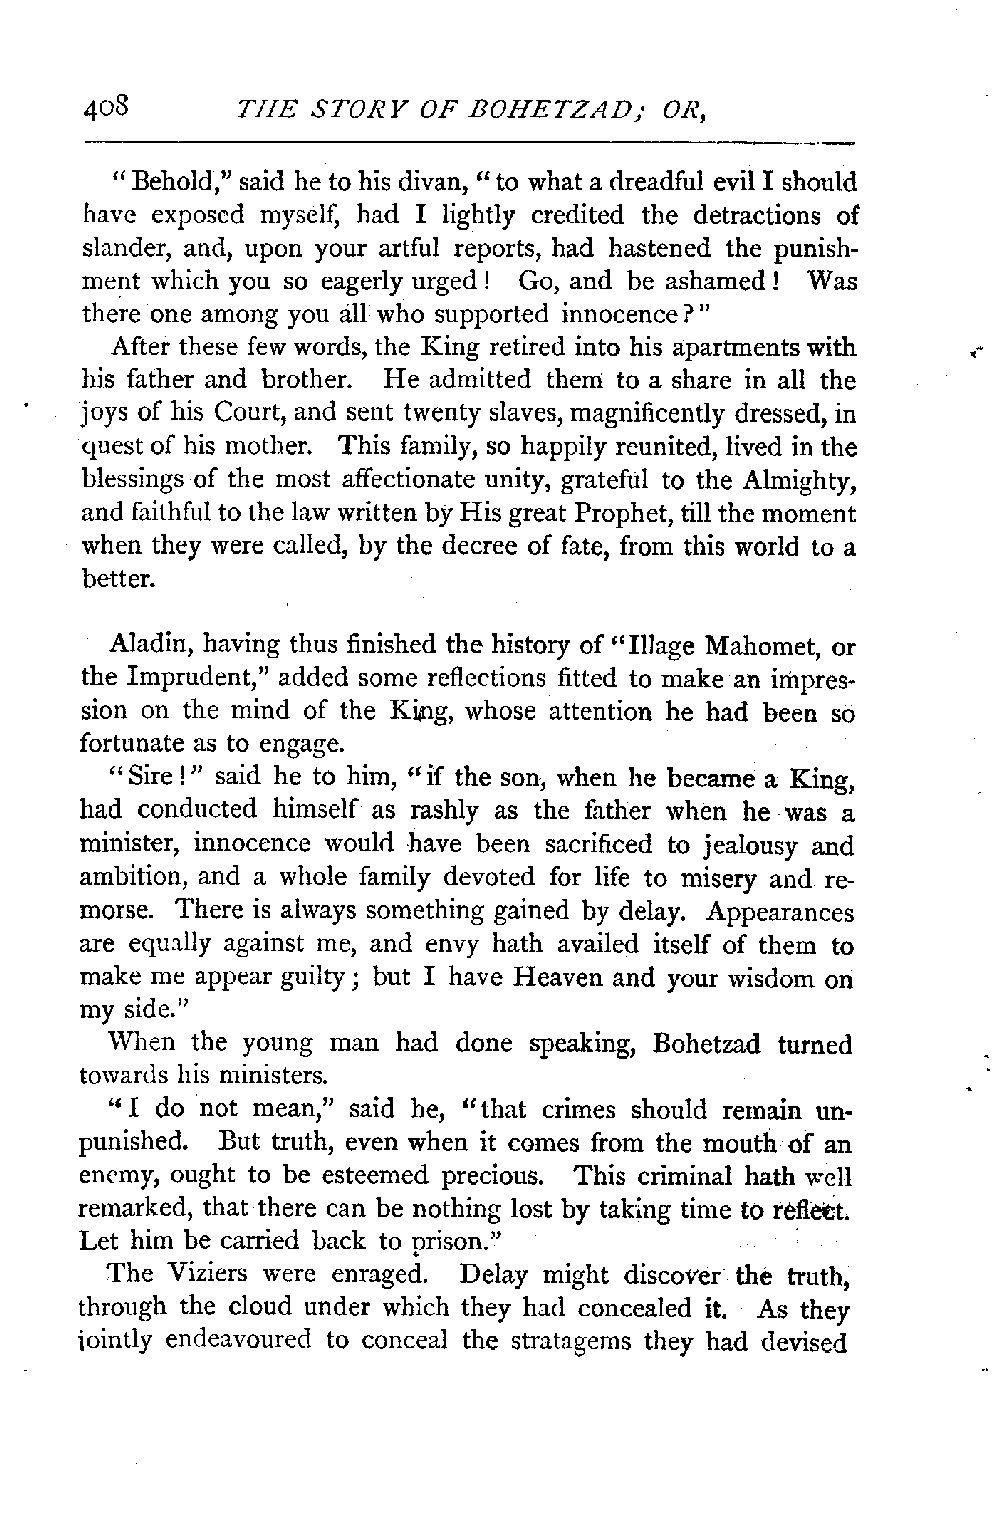 408 THE STORY OF BOHETZAD; OR,
"Behold," said he to his divan, "to what a dreadful evil I should
have exposed myself, had I lightly credited the detractions of
slander, and, upon your artful reports, had hastened the punish-
ment which you so eagerly urged! Go, and be ashamed! Was
there one among you all who supported innocence?"
After these few words, the King retired into his apartments with
his father and brother. He admitted them to a share in all the
joys of his Court, and sent twenty slaves, magnificently dressed, in
quest of his mother. This family, so happily reunited, lived in the
blessings of the most affectionate unity, grateful to the Almighty,
and faithful to the law written by His great Prophet, till the moment
when they were called, by the decree of fate, from this world to a
better.
Aladin, having thus finished the history of "Illage Mahomet, or
the Imprudent," added some reflections fitted to make an impres-
sion on the mind of the King, whose attention he had been so
fortunate as to engage.
"Sire!" said he to him, "if the son, when he became a King,
had conducted himself as rashly as the father when he was a
minister, innocence would have been sacrificed to jealousy and
ambition, and a whole family devoted for life to misery and re-
morse. There is always something gained by delay. Appearances
are equally against me, and envy hath availed itself of them to
make me appear guilty; but I have Heaven and your wisdom on
my side."
When the young man had done speaking, Bohetzad turned
towards his ministers.
"I do not mean," said he, "that crimes should remain un-
punished. But truth, even when it comes from the mouth of an
enemy, ought to be esteemed precious. This criminal hath well
remarked, that there can be nothing lost by taking time to reflect.
Let him be carried back to prison."
The Viziers were enraged. Delay might discover the truth,
through the cloud under which they had concealed it. As they
jointly endeavoured to conceal the stratagems they had devised